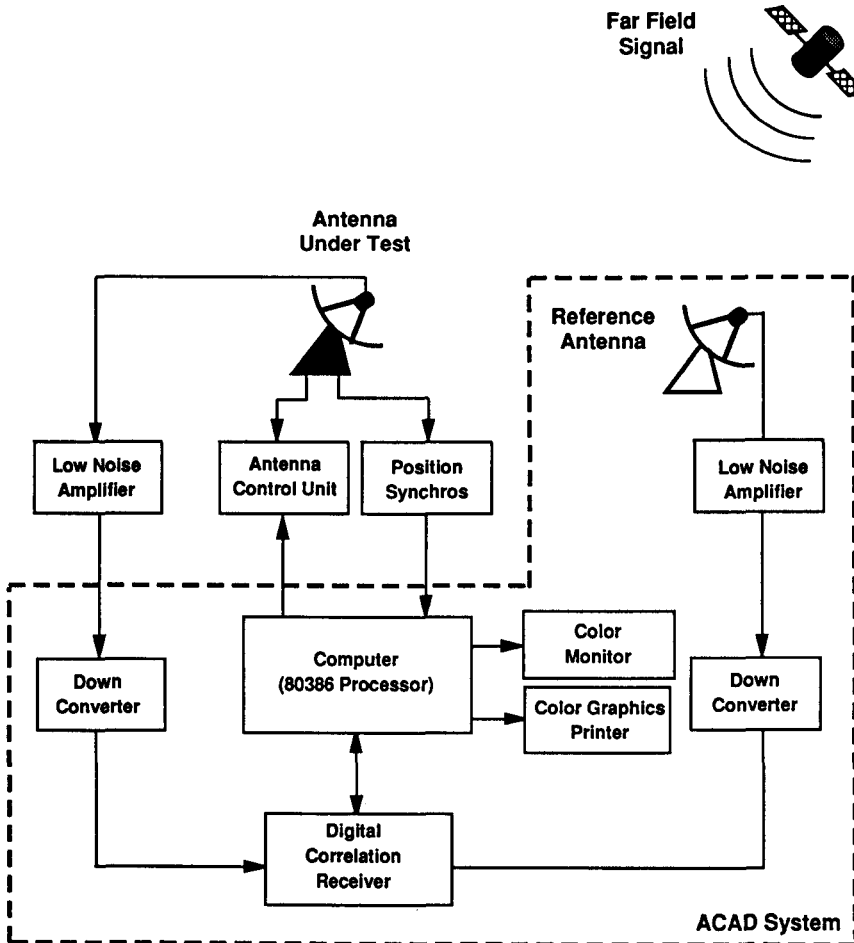 Far Field
Signal
Antenna
Under Test
Reference
Antenna
Low Noise
Amplifier
Antenna
Control Unit
Position
Synchros
Low Noise
Amplifier
Computer
(80386 Processor)
Color
Monitor
Down
Converter
Color Graphics
Printer
Down
Converter
Digital
Correlation
Receiver
ACAD System